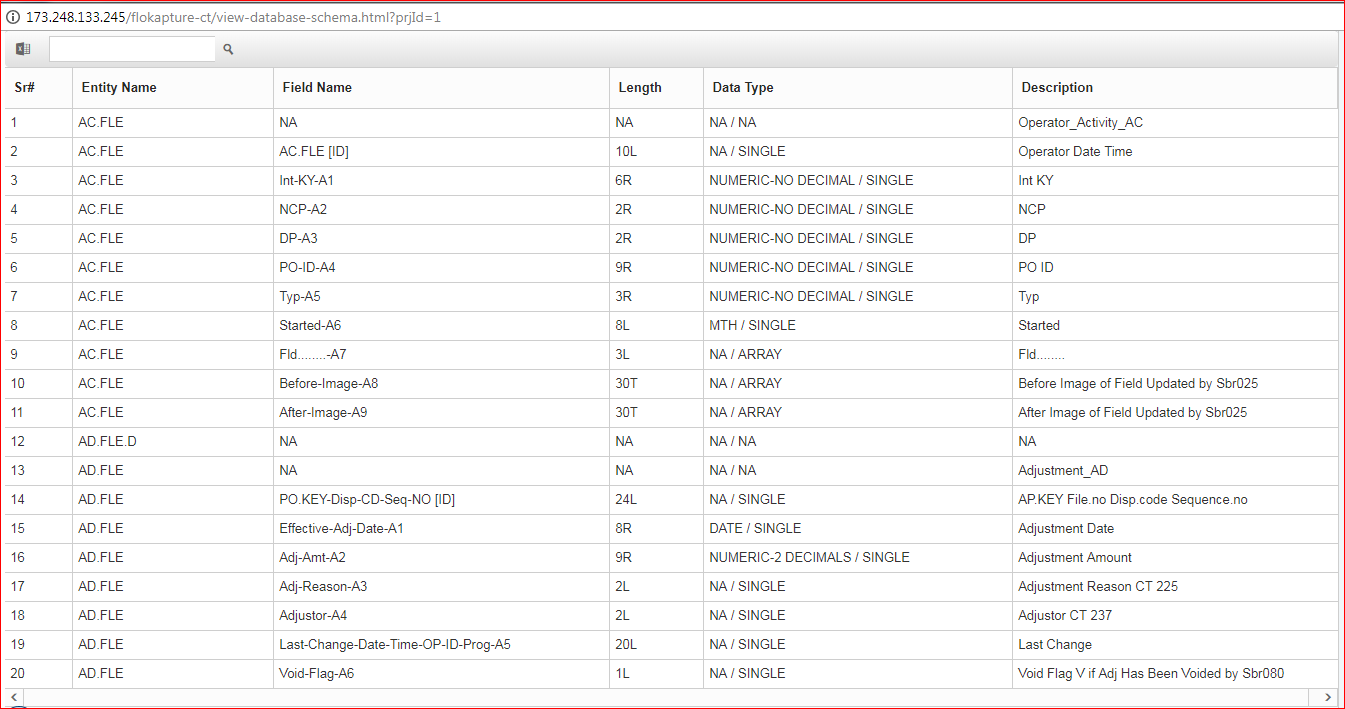 173.248.133.245/flokapture-ct/view-database-schema.html?prjId=1
Sr# Entity Name Field Name Length Data Type Description
1 AC.FLE NA NA NA / NA Operator_Activity_AC
2 AC.FLE AC.FLE [ID] 10L NA / SINGLE Operator Date Time
3 AC.FLE Int-KY-A1 6R NUMERIC-NO DECIMAL / SINGLE Int KY
4 AC.FLE NCP-A2 2R NUMERIC-NO DECIMAL / SINGLE NCP
5 AC.FLE DP-A3 2R NUMERIC-NO DECIMAL / SINGLE DP
6 AC.FLE PO-ID-A4 9R NUMERIC-NO DECIMAL / SINGLE PO ID
7 AC.FLE Typ-A5 3R NUMERIC-NO DECIMAL / SINGLE Typ
8 AC.FLE Started-A6 8L MTH / SINGLE Started
9 AC.FLE Fld........-A7 3L NA / ARRAY Fld........
10 AC.FLE Before-Image-A8 30T NA / ARRAY Before Image of Field Updated by Sbr025
11 AC.FLE After-Image-A9 30T NA / ARRAY After Image of Field Updated by Sbr025
12 AD.FLE.D NA NA NA / NA NA
13 AD.FLE NA NA NA / NA Adjustment_AD
14 AD.FLE PO.KEY-Disp-CD-Seq-NO [ID] 24L NA / SINGLE AP.KEY File.no Disp.code Sequence.no
15 AD.FLE Effective-Adj-Date-A1 8R DATE / SINGLE Adjustment Date
16 AD.FLE Adj-Amt-A2 9R NUMERIC-2 DECIMALS / SINGLE Adjustment Amount
17 AD.FLE Adj-Reason-A3 2L NA / SINGLE Adjustment Reason CT 225
18 AD.FLE Adjustor-A4 2L NA / SINGLE Adjustor CT 237
19 AD.FLE Last-Change-Date-Time-OP-ID-Prog-A5 20L NA / SINGLE Last Change
20 AD.FLE Void-Flag-A6 1L NA / SINGLE Void Flag V if Adj Has Been Voided by Sbr080